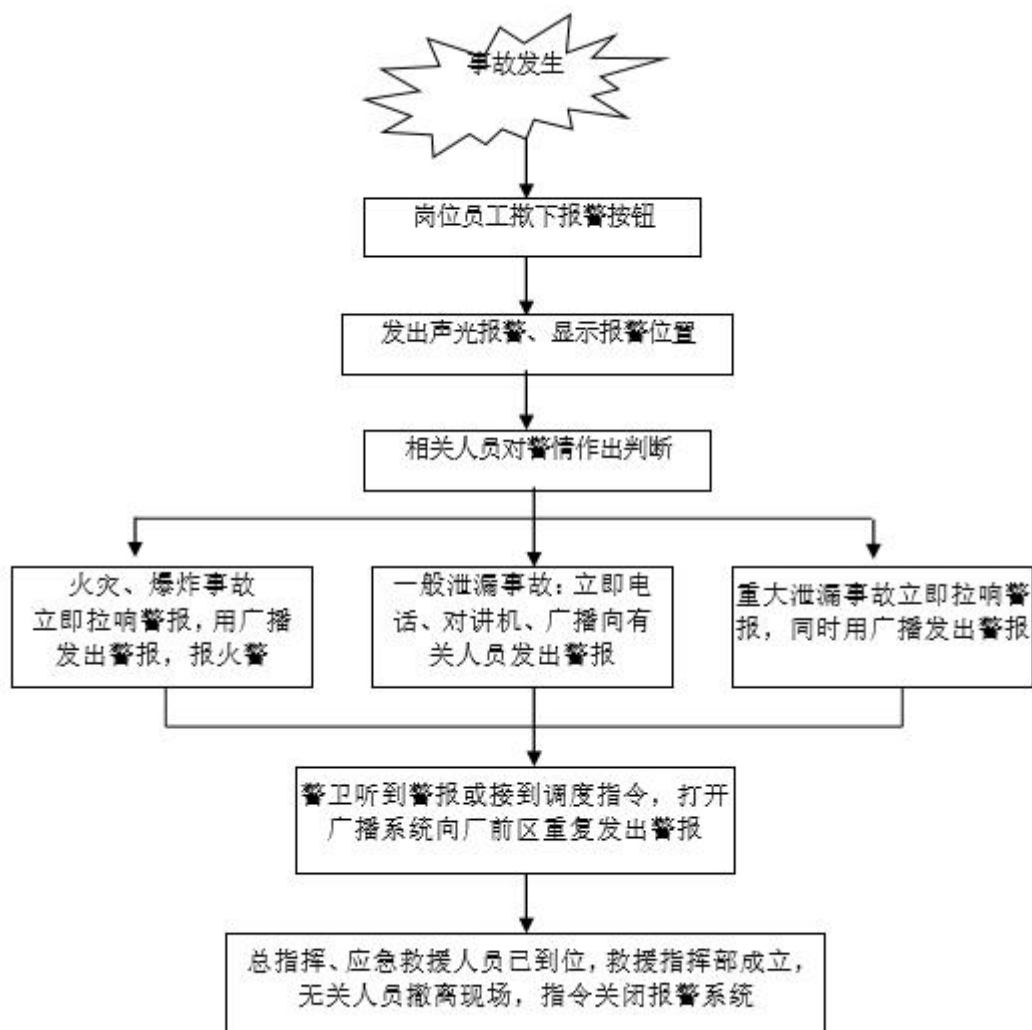 事故发生
岗位员工揿下报警按钮
发出声光报警、显示报警位置
相关人员对警情作出判断
火灾、爆炸事故
立即拉响警报，用广播
发出警报，报火警
一般泄漏事故：立即电
话、对讲机、广播向有
关人员发出警报
重大泄漏事故立即拉响警
报，同时用广播发出警报
警卫听到警报或接到调度指令，打开
广播系统向厂前区重复发出警报
总指挥、应急救援人员已到位，救援指挥部成立，
无关人员撤离现场，指令关闭报警系统